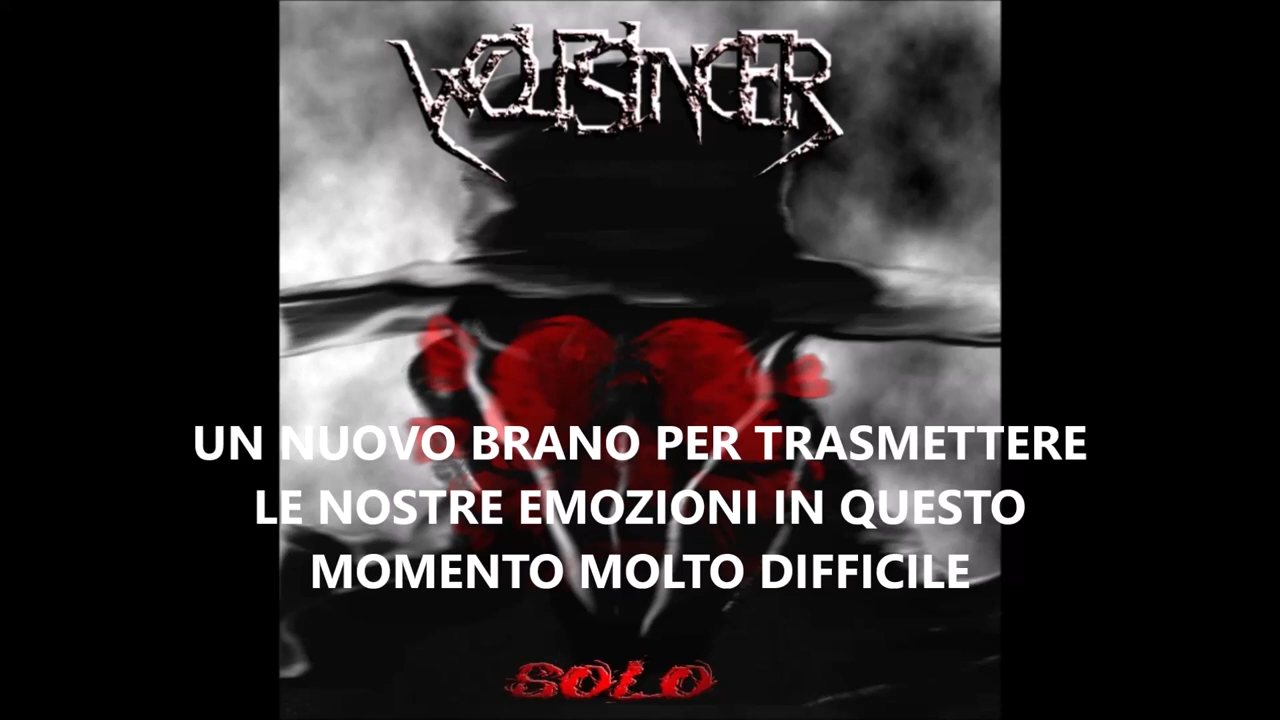 WOLFSINGER
UN NUOVO BRANO PER TRASMETTERE
LE NOSTRE EMOZIONI IN QUESTO
MOMENTO MOLTO DIFFICILE
SOLO